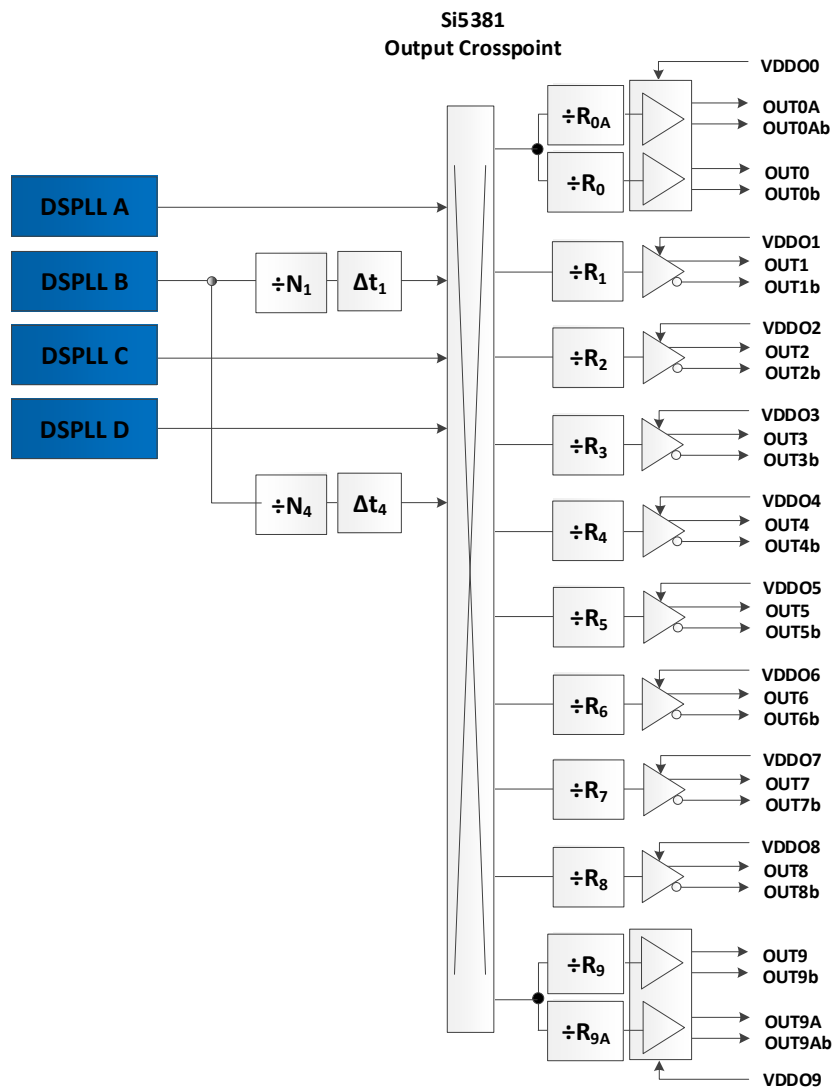 Si5381
Output Crosspoint
DSPLL A
DSPLL B
DSPLL C
DSPLL D
÷N₁
Δt₁
÷N₄
Δt₄
÷R₀A
÷R₀
÷R₁
÷R₂
÷R₃
÷R₄
÷R₅
÷R₆
÷R₇
÷R₈
÷R₉
÷R₉A
VDDO0
OUT0A
OUT0Ab
OUT0
OUT0b
VDDO1
OUT1
OUT1b
VDDO2
OUT2
OUT2b
VDDO3
OUT3
OUT3b
VDDO4
OUT4
OUT4b
VDDO5
OUT5
OUT5b
VDDO6
OUT6
OUT6b
VDDO7
OUT7
OUT7b
VDDO8
OUT8
OUT8b
OUT9
OUT9b
OUT9A
OUT9Ab
VDDO9